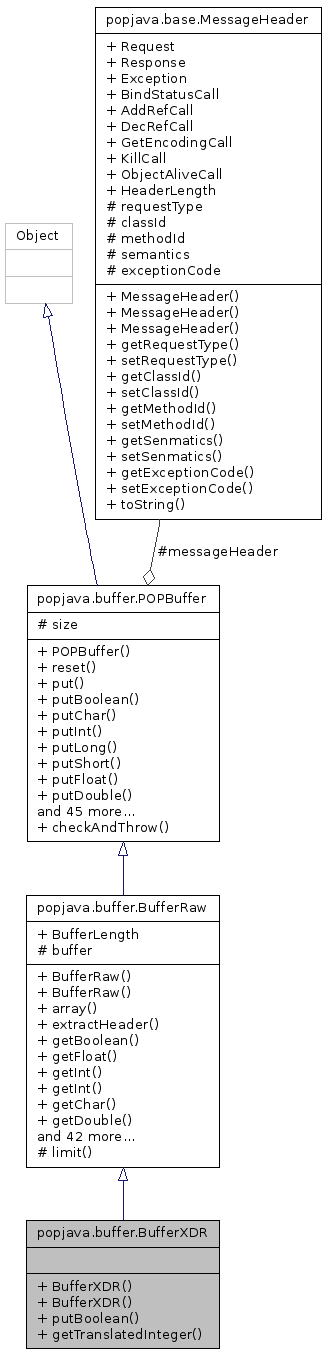 popjava.base.MessageHeader
+ Request
+ Response
+ Exception
+ BindStatusCall
+ AddRefCall
+ DecRefCall
+ GetEncodingCall
+ KillCall
+ ObjectAliveCall
+ HeaderLength
# requestType
# classId
# methodId
# semantics
# exceptionCode
+ MessageHeader()
+ MessageHeader()
+ MessageHeader()
+ getRequestType()
+ setRequestType()
+ getClassId()
+ setClassId()
+ getMethodId()
+ setMethodId()
+ getSenmatics()
+ setSenmatics()
+ getExceptionCode()
+ setExceptionCode()
+ toString()
Object
#messageHeader
popjava.buffer.POPBuffer
# size
+ POPBuffer()
+ reset()
+ put()
+ putBoolean()
+ putChar()
+ putInt()
+ putLong()
+ putShort()
+ putFloat()
+ putDouble()
and 45 more...
+ checkAndThrow()
popjava.buffer.BufferRaw
+ BufferLength
# buffer
+ BufferRaw()
+ BufferRaw()
+ array()
+ extractHeader()
+ getBoolean()
+ getFloat()
+ getInt()
+ getInt()
+ getChar()
+ getDouble()
and 42 more...
# limit()
popjava.buffer.BufferXDR
+ BufferXDR()
+ BufferXDR()
+ putBoolean()
+ getTranslatedInteger()